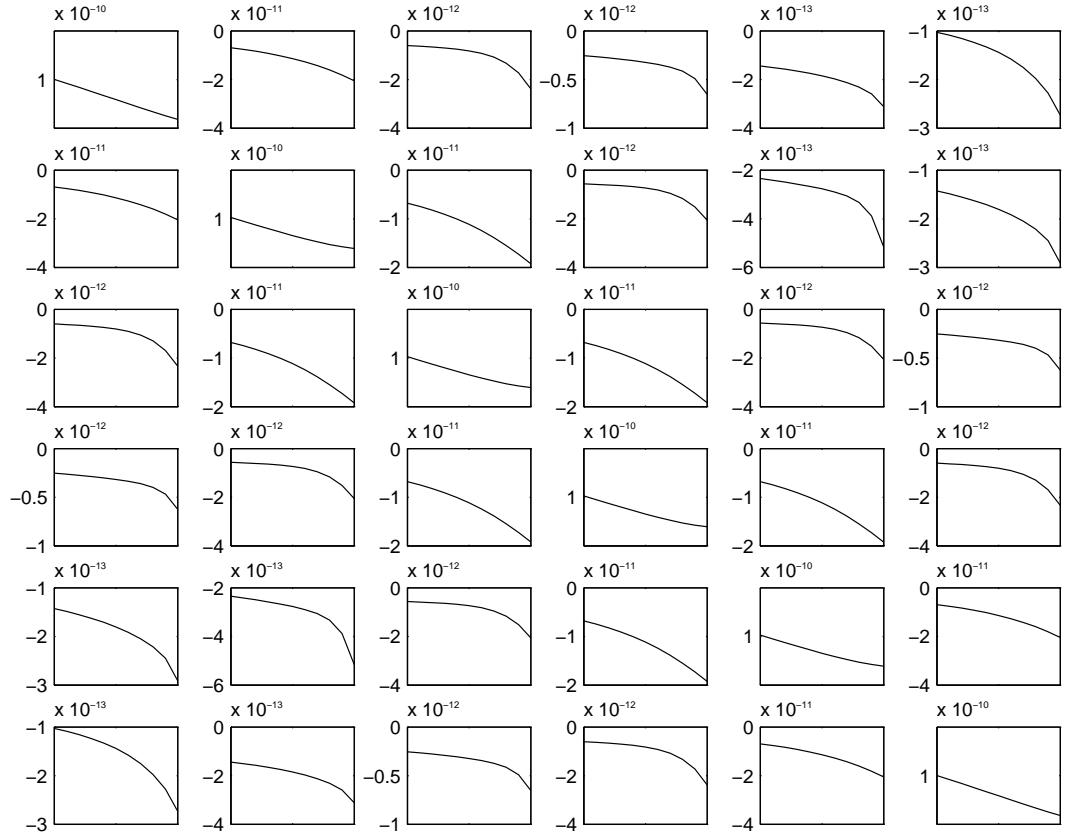 x 10⁻¹⁰ x 10⁻¹¹ x 10⁻¹² x 10⁻¹² x 10⁻¹³ x 10⁻¹³
0 0 0 0 −1
1 −2 −2 −0.5 −2 −2
−4 −4 −1 −4 −3
x 10⁻¹¹ x 10⁻¹⁰ x 10⁻¹¹ x 10⁻¹² x 10⁻¹³ x 10⁻¹³
0 0 0 −2 −1
−2 1 −1 −2 −4 −2
−4 −2 −4 −6 −3
x 10⁻¹² x 10⁻¹¹ x 10⁻¹⁰ x 10⁻¹¹ x 10⁻¹² x 10⁻¹²
0 0 0 0 0
−2 −1 1 −1 −2 −0.5
−4 −2 −2 −4 −1
x 10⁻¹² x 10⁻¹² x 10⁻¹¹ x 10⁻¹⁰ x 10⁻¹¹ x 10⁻¹²
0 0 0 0 0
−0.5 −2 −1 1 −1 −2
−1 −4 −2 −2 −4
x 10⁻¹³ x 10⁻¹³ x 10⁻¹² x 10⁻¹¹ x 10⁻¹⁰ x 10⁻¹¹
−1 −2 0 0 0
−2 −4 −2 −1 1 −2
−3 −6 −4 −2 −4
x 10⁻¹³ x 10⁻¹³ x 10⁻¹² x 10⁻¹² x 10⁻¹¹ x 10⁻¹⁰
−1 0 0 0 0
−2 −2 −0.5 −2 −2 1
−3 −4 −1 −4 −4